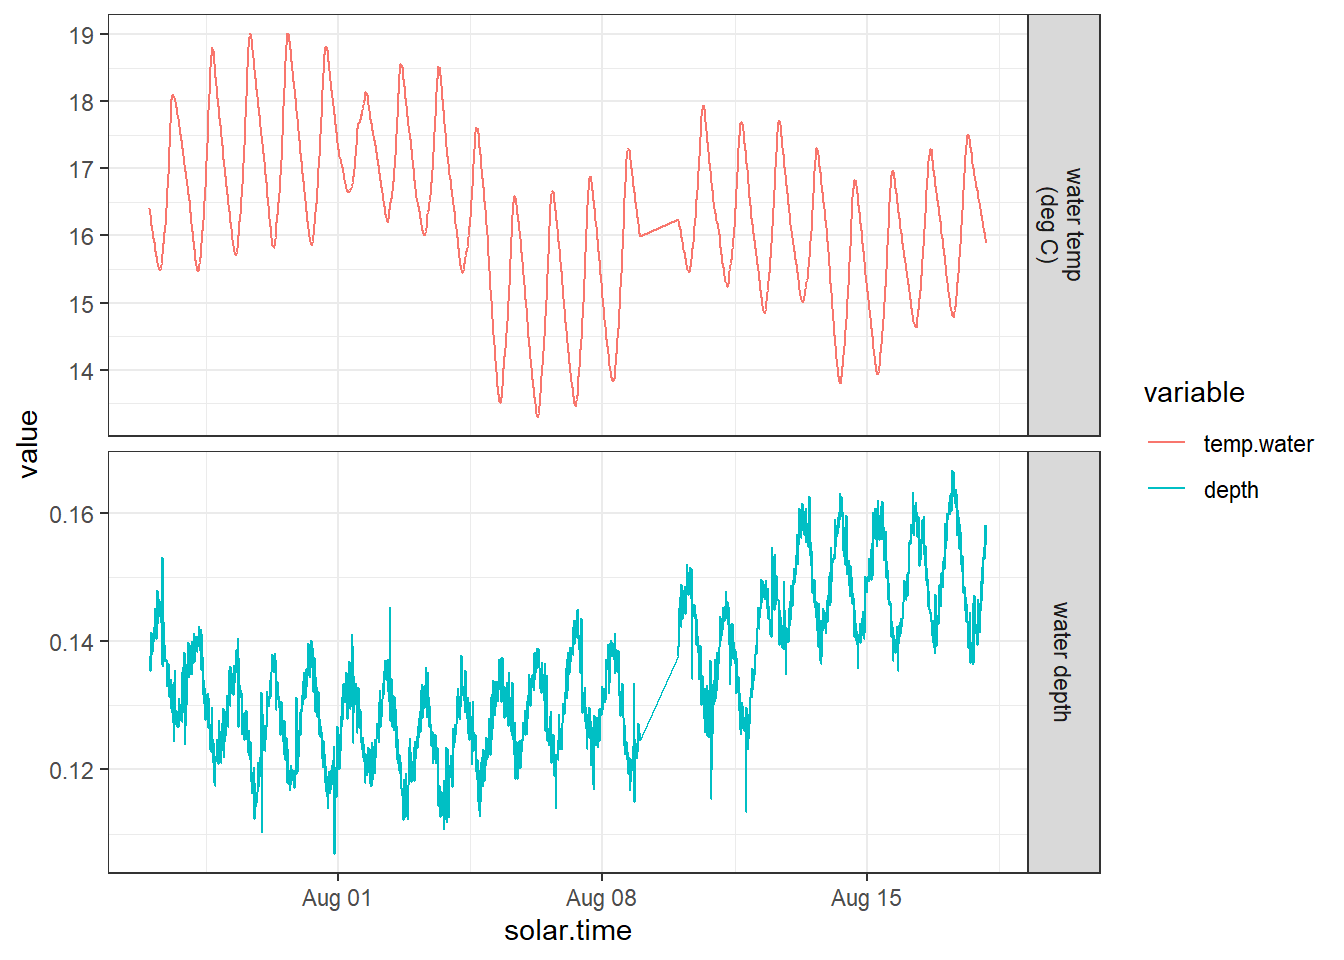 19
18
17
16
15
14
water temp
(deg C)
value
0.16
0.14
0.12
water depth
Aug 01
Aug 08
Aug 15
solar.time
variable
temp.water
depth